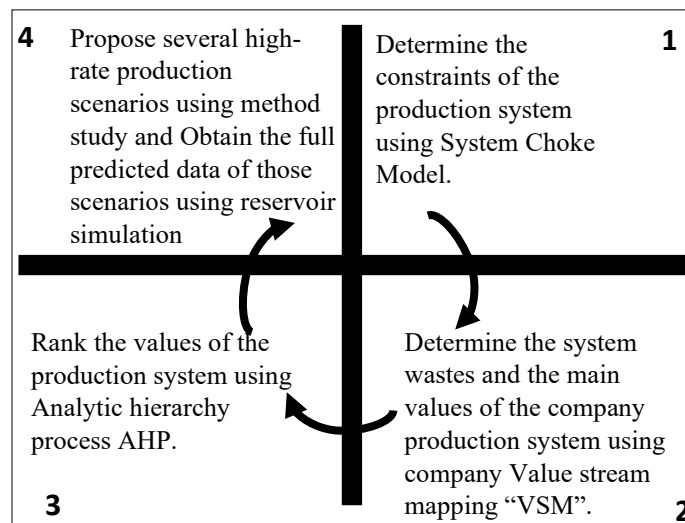 1
Determine the
constraints of the
production system
using System Choke
Model.
Determine the system
wastes and the main
values of the company
production system using
company Value stream
mapping “VSM”.
2
Rank the values of the
production system using
Analytic hierarchy
process AHP.
3
4
Propose several high-
rate production
scenarios using method
study and Obtain the full
predicted data of those
scenarios using reservoir
simulation